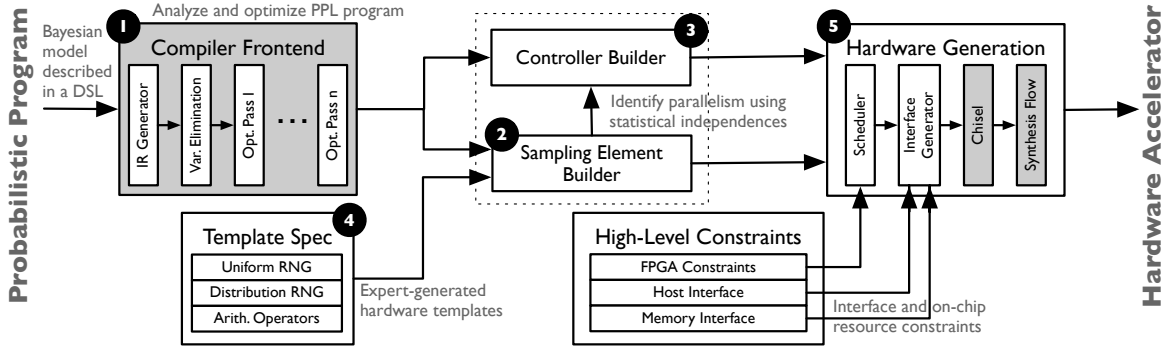 Probabilistic Program
Bayesian
model
described
in a DSL
Analyze and optimize PPL program
1
Compiler Frontend
IR Generator
Var. Elimination
Opt. Pass 1
. . .
Opt. Pass n
3
Controller Builder
Identify parallelism using
statistical independences
2
Sampling Element
Builder
4
Template Spec
Uniform RNG
Distribution RNG
Arith. Operators
Expert-generated
hardware templates
High-Level Constraints
FPGA Constraints
Host Interface
Memory Interface
Interface and on-chip
resource constraints
5
Hardware Generation
Scheduler
Interface
Generator
Chisel
Synthesis Flow
Hardware Accelerator